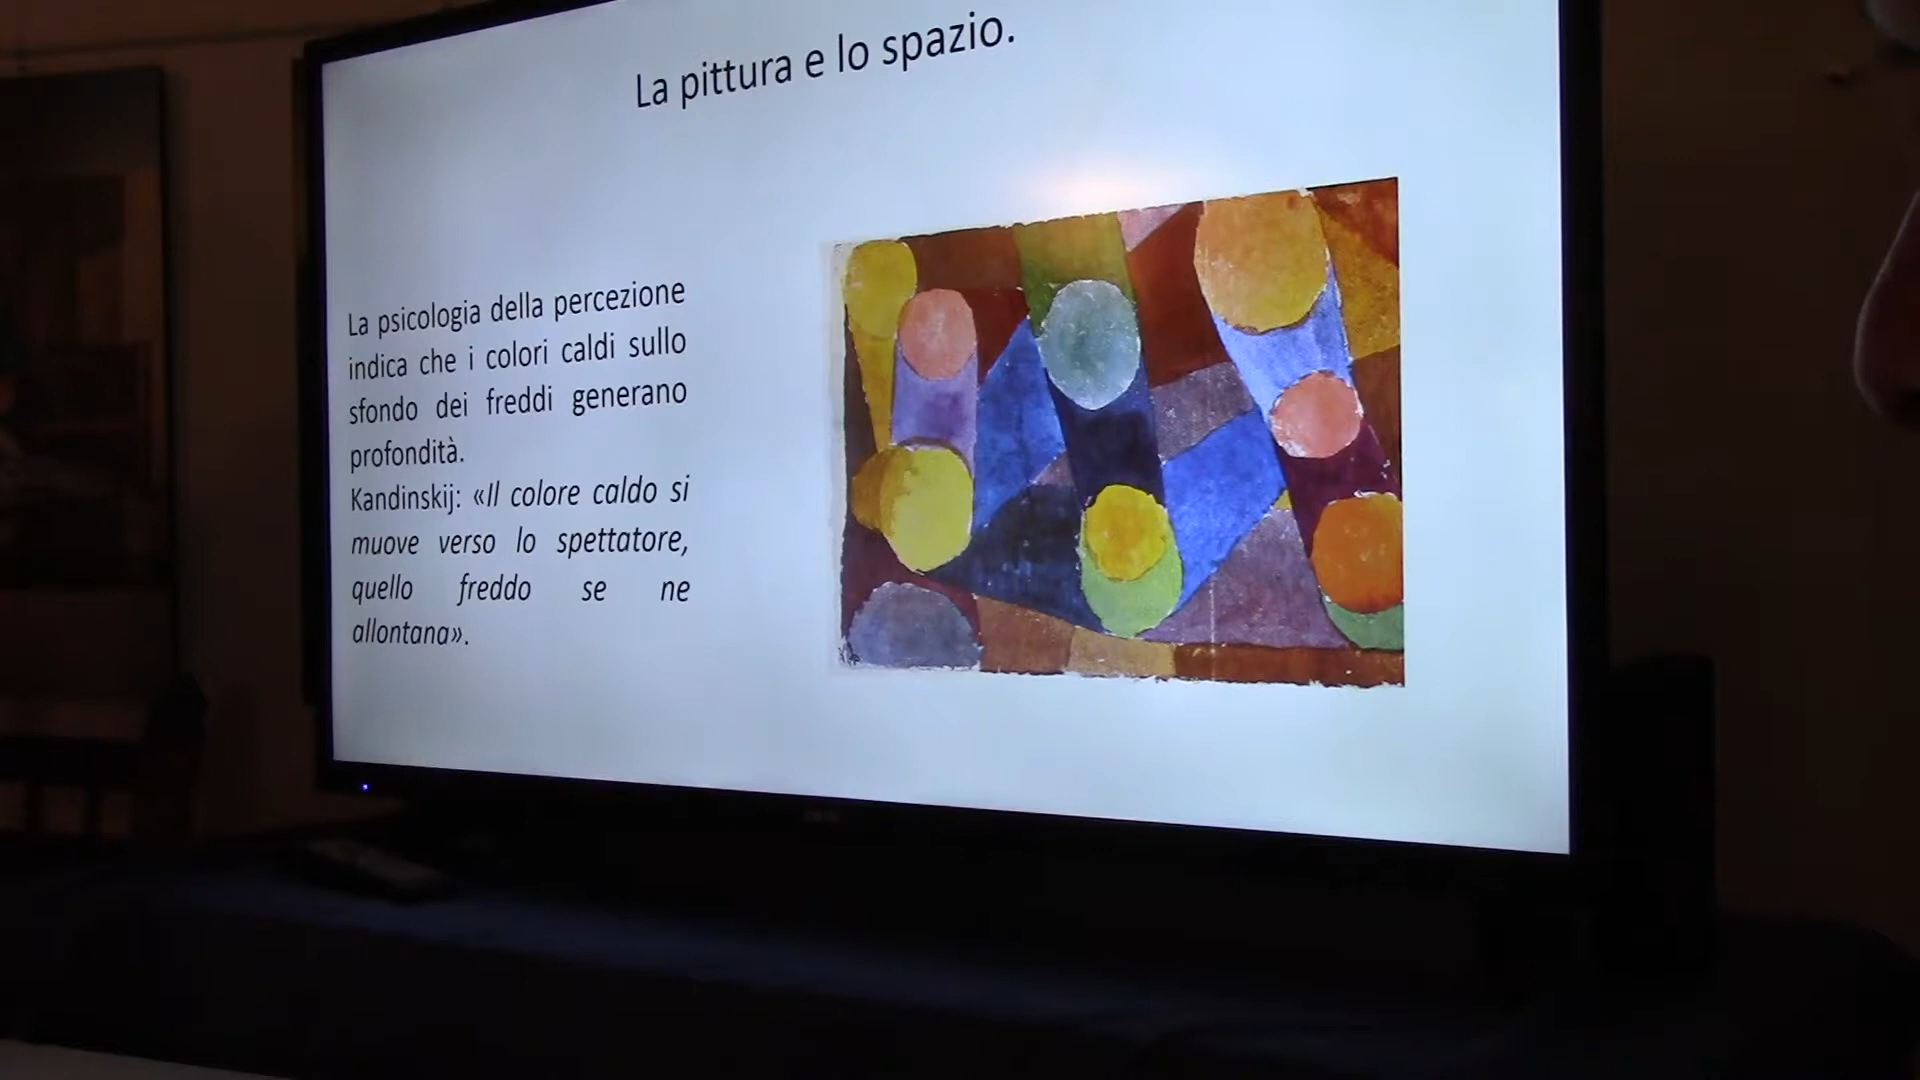 La pittura e lo spazio.
La psicologia della percezione
indica che i colori caldi sullo
sfondo dei freddi generano
profondità.
Kandinskij: «Il colore caldo si
muove verso lo spettatore,
quello freddo se ne
allontana».